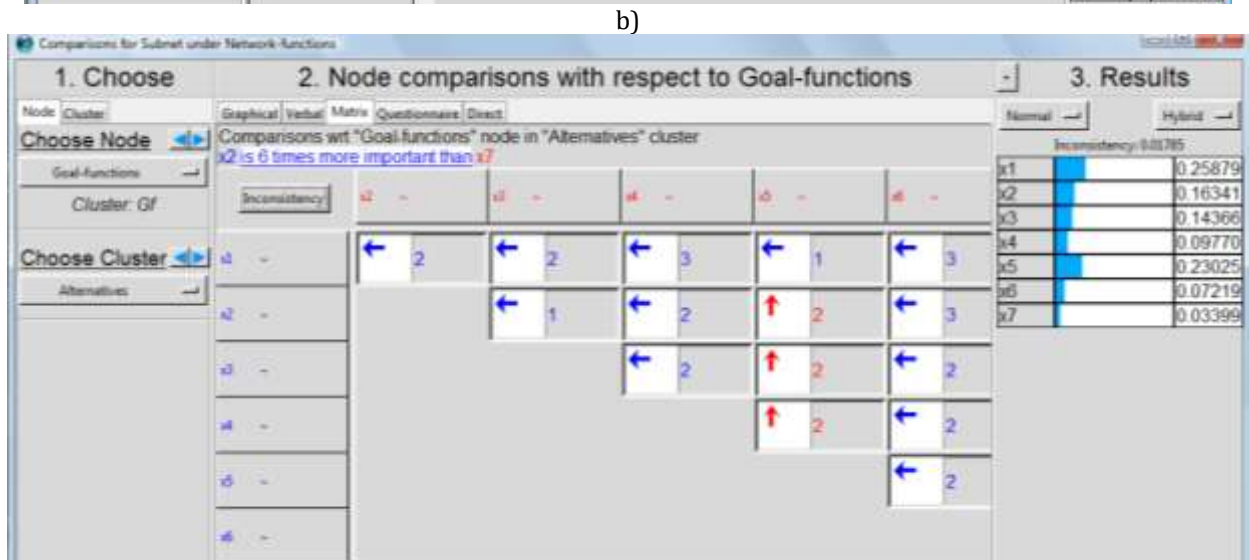 b)
Comparisons for Subnet under Network-functions
1. Choose
2. Node comparisons with respect to Goal-functions
- 3. Results
Node Cluster
Graphical Verbal Matrix Questionnaire Direct
Normal Hybrid
Choose Node
Comparisons wrt "Goal-functions" node in "Alternatives" cluster
x2 is 6 times more important than x7
Inconsistency: 0.01785
Goal-functions
Cluster: Gf
Inconsistency x2 ~ x3 ~ x4 ~ x5 ~ x6 ~
x1 0.25879
x2 0.16341
x3 0.14366
x4 0.09770
x5 0.23025
x6 0.07219
x7 0.03399
Choose Cluster
Alternatives
x1 ~ 2 2 3 1 3
x2 ~ 1 2 2 3
x3 ~ 2 2 2
x4 ~ 2 2
x5 ~ 2
x6 ~